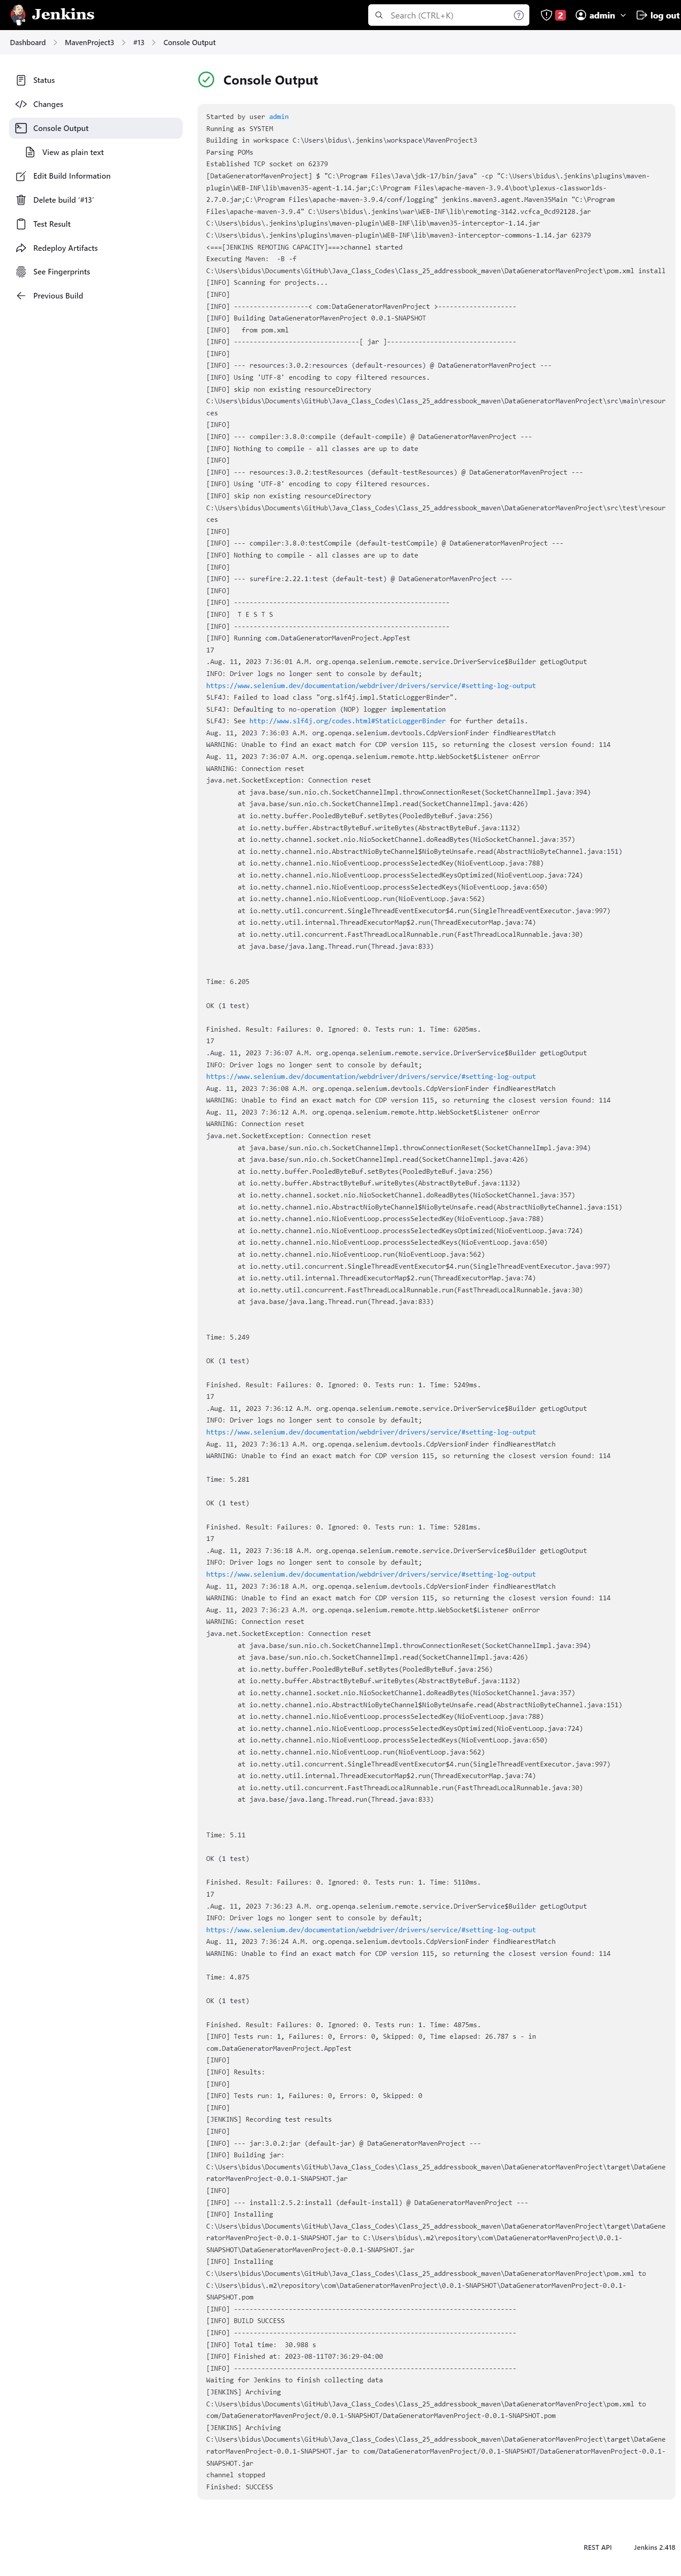 Jenkins
Search (CTRL+K)
2
admin
log out
Dashboard
MavenProject3
#13
Console Output
Status
Changes
Console Output
View as plain text
Edit Build Information
Delete build '#13'
Test Result
Redeploy Artifacts
See Fingerprints
Previous Build
Console Output
Started by user admin
Running as SYSTEM
Building in workspace C:\Users\bidus\.jenkins\workspace\MavenProject3
Parsing POMs
Established TCP socket on 62379
[DataGeneratorMavenProject] $ "C:\Program Files\Java\jdk-17/bin/java" -cp "C:\Users\bidus\.jenkins\plugins\maven-
plugin\WEB-INF\lib\maven35-agent-1.14.jar;C:\Program Files\apache-maven-3.9.4\boot\plexus-classworlds-
2.7.0.jar;C:\Program Files\apache-maven-3.9.4/conf/logging" jenkins.maven3.agent.Maven35Main "C:\Program
Files\apache-maven-3.9.4" C:\Users\bidus\.jenkins\war\WEB-INF\lib\remoting-3142.vcfca_0cd92128.jar
C:\Users\bidus\.jenkins\plugins\maven-plugin\WEB-INF\lib\maven35-interceptor-1.14.jar
C:\Users\bidus\.jenkins\plugins\maven-plugin\WEB-INF\lib\maven3-interceptor-commons-1.14.jar 62379
<===[JENKINS REMOTING CAPACITY]===>channel started
Executing Maven:  -B -f
C:\Users\bidus\Documents\GitHub\Java_Class_Codes\Class_25_addressbook_maven\DataGeneratorMavenProject\pom.xml install
[INFO] Scanning for projects...
[INFO]
[INFO] ------------------< com:DataGeneratorMavenProject >--------------------
[INFO] Building DataGeneratorMavenProject 0.0.1-SNAPSHOT
[INFO]   from pom.xml
[INFO] --------------------------------[ jar ]---------------------------------
[INFO]
[INFO] --- resources:3.0.2:resources (default-resources) @ DataGeneratorMavenProject ---
[INFO] Using 'UTF-8' encoding to copy filtered resources.
[INFO] skip non existing resourceDirectory
C:\Users\bidus\Documents\GitHub\Java_Class_Codes\Class_25_addressbook_maven\DataGeneratorMavenProject\src\main\resour
ces
[INFO]
[INFO] --- compiler:3.8.0:compile (default-compile) @ DataGeneratorMavenProject ---
[INFO] Nothing to compile - all classes are up to date
[INFO]
[INFO] --- resources:3.0.2:testResources (default-testResources) @ DataGeneratorMavenProject ---
[INFO] Using 'UTF-8' encoding to copy filtered resources.
[INFO] skip non existing resourceDirectory
C:\Users\bidus\Documents\GitHub\Java_Class_Codes\Class_25_addressbook_maven\DataGeneratorMavenProject\src\test\resour
ces
[INFO]
[INFO] --- compiler:3.8.0:testCompile (default-testCompile) @ DataGeneratorMavenProject ---
[INFO] Nothing to compile - all classes are up to date
[INFO]
[INFO] --- surefire:2.22.1:test (default-test) @ DataGeneratorMavenProject ---
[INFO]
[INFO] -------------------------------------------------------
[INFO]  T E S T S
[INFO] -------------------------------------------------------
[INFO] Running com.DataGeneratorMavenProject.AppTest
17
.Aug. 11, 2023 7:36:01 A.M. org.openqa.selenium.remote.service.DriverService$Builder getLogOutput
INFO: Driver logs no longer sent to console by default;
https://www.selenium.dev/documentation/webdriver/drivers/service/#setting-log-output
SLF4J: Failed to load class "org.slf4j.impl.StaticLoggerBinder".
SLF4J: Defaulting to no-operation (NOP) logger implementation
SLF4J: See http://www.slf4j.org/codes.html#StaticLoggerBinder for further details.
Aug. 11, 2023 7:36:03 A.M. org.openqa.selenium.devtools.CdpVersionFinder findNearestMatch
WARNING: Unable to find an exact match for CDP version 115, so returning the closest version found: 114
Aug. 11, 2023 7:36:07 A.M. org.openqa.selenium.remote.http.WebSocket$Listener onError
WARNING: Connection reset
java.net.SocketException: Connection reset
at java.base/sun.nio.ch.SocketChannelImpl.throwConnectionReset(SocketChannelImpl.java:394)
at java.base/sun.nio.ch.SocketChannelImpl.read(SocketChannelImpl.java:426)
at io.netty.buffer.PooledByteBuf.setBytes(PooledByteBuf.java:256)
at io.netty.buffer.AbstractByteBuf.writeBytes(AbstractByteBuf.java:1132)
at io.netty.channel.socket.nio.NioSocketChannel.doReadBytes(NioSocketChannel.java:357)
at io.netty.channel.nio.AbstractNioByteChannel$NioByteUnsafe.read(AbstractNioByteChannel.java:151)
at io.netty.channel.nio.NioEventLoop.processSelectedKey(NioEventLoop.java:788)
at io.netty.channel.nio.NioEventLoop.processSelectedKeysOptimized(NioEventLoop.java:724)
at io.netty.channel.nio.NioEventLoop.processSelectedKeys(NioEventLoop.java:650)
at io.netty.channel.nio.NioEventLoop.run(NioEventLoop.java:562)
at io.netty.util.concurrent.SingleThreadEventExecutor$4.run(SingleThreadEventExecutor.java:997)
at io.netty.util.internal.ThreadExecutorMap$2.run(ThreadExecutorMap.java:74)
at io.netty.util.concurrent.FastThreadLocalRunnable.run(FastThreadLocalRunnable.java:30)
at java.base/java.lang.Thread.run(Thread.java:833)
Time: 6.205
OK (1 test)
Finished. Result: Failures: 0. Ignored: 0. Tests run: 1. Time: 6205ms.
17
.Aug. 11, 2023 7:36:07 A.M. org.openqa.selenium.remote.service.DriverService$Builder getLogOutput
INFO: Driver logs no longer sent to console by default;
https://www.selenium.dev/documentation/webdriver/drivers/service/#setting-log-output
Aug. 11, 2023 7:36:08 A.M. org.openqa.selenium.devtools.CdpVersionFinder findNearestMatch
WARNING: Unable to find an exact match for CDP version 115, so returning the closest version found: 114
Aug. 11, 2023 7:36:12 A.M. org.openqa.selenium.remote.http.WebSocket$Listener onError
WARNING: Connection reset
java.net.SocketException: Connection reset
at java.base/sun.nio.ch.SocketChannelImpl.throwConnectionReset(SocketChannelImpl.java:394)
at java.base/sun.nio.ch.SocketChannelImpl.read(SocketChannelImpl.java:426)
at io.netty.buffer.PooledByteBuf.setBytes(PooledByteBuf.java:256)
at io.netty.buffer.AbstractByteBuf.writeBytes(AbstractByteBuf.java:1132)
at io.netty.channel.socket.nio.NioSocketChannel.doReadBytes(NioSocketChannel.java:357)
at io.netty.channel.nio.AbstractNioByteChannel$NioByteUnsafe.read(AbstractNioByteChannel.java:151)
at io.netty.channel.nio.NioEventLoop.processSelectedKey(NioEventLoop.java:788)
at io.netty.channel.nio.NioEventLoop.processSelectedKeysOptimized(NioEventLoop.java:724)
at io.netty.channel.nio.NioEventLoop.processSelectedKeys(NioEventLoop.java:650)
at io.netty.channel.nio.NioEventLoop.run(NioEventLoop.java:562)
at io.netty.util.concurrent.SingleThreadEventExecutor$4.run(SingleThreadEventExecutor.java:997)
at io.netty.util.internal.ThreadExecutorMap$2.run(ThreadExecutorMap.java:74)
at io.netty.util.concurrent.FastThreadLocalRunnable.run(FastThreadLocalRunnable.java:30)
at java.base/java.lang.Thread.run(Thread.java:833)
Time: 5.249
OK (1 test)
Finished. Result: Failures: 0. Ignored: 0. Tests run: 1. Time: 5249ms.
17
.Aug. 11, 2023 7:36:12 A.M. org.openqa.selenium.remote.service.DriverService$Builder getLogOutput
INFO: Driver logs no longer sent to console by default;
https://www.selenium.dev/documentation/webdriver/drivers/service/#setting-log-output
Aug. 11, 2023 7:36:13 A.M. org.openqa.selenium.devtools.CdpVersionFinder findNearestMatch
WARNING: Unable to find an exact match for CDP version 115, so returning the closest version found: 114
Time: 5.281
OK (1 test)
Finished. Result: Failures: 0. Ignored: 0. Tests run: 1. Time: 5281ms.
17
.Aug. 11, 2023 7:36:18 A.M. org.openqa.selenium.remote.service.DriverService$Builder getLogOutput
INFO: Driver logs no longer sent to console by default;
https://www.selenium.dev/documentation/webdriver/drivers/service/#setting-log-output
Aug. 11, 2023 7:36:18 A.M. org.openqa.selenium.devtools.CdpVersionFinder findNearestMatch
WARNING: Unable to find an exact match for CDP version 115, so returning the closest version found: 114
Aug. 11, 2023 7:36:23 A.M. org.openqa.selenium.remote.http.WebSocket$Listener onError
WARNING: Connection reset
java.net.SocketException: Connection reset
at java.base/sun.nio.ch.SocketChannelImpl.throwConnectionReset(SocketChannelImpl.java:394)
at java.base/sun.nio.ch.SocketChannelImpl.read(SocketChannelImpl.java:426)
at io.netty.buffer.PooledByteBuf.setBytes(PooledByteBuf.java:256)
at io.netty.buffer.AbstractByteBuf.writeBytes(AbstractByteBuf.java:1132)
at io.netty.channel.socket.nio.NioSocketChannel.doReadBytes(NioSocketChannel.java:357)
at io.netty.channel.nio.AbstractNioByteChannel$NioByteUnsafe.read(AbstractNioByteChannel.java:151)
at io.netty.channel.nio.NioEventLoop.processSelectedKey(NioEventLoop.java:788)
at io.netty.channel.nio.NioEventLoop.processSelectedKeysOptimized(NioEventLoop.java:724)
at io.netty.channel.nio.NioEventLoop.processSelectedKeys(NioEventLoop.java:650)
at io.netty.channel.nio.NioEventLoop.run(NioEventLoop.java:562)
at io.netty.util.concurrent.SingleThreadEventExecutor$4.run(SingleThreadEventExecutor.java:997)
at io.netty.util.internal.ThreadExecutorMap$2.run(ThreadExecutorMap.java:74)
at io.netty.util.concurrent.FastThreadLocalRunnable.run(FastThreadLocalRunnable.java:30)
at java.base/java.lang.Thread.run(Thread.java:833)
Time: 5.11
OK (1 test)
Finished. Result: Failures: 0. Ignored: 0. Tests run: 1. Time: 5110ms.
17
.Aug. 11, 2023 7:36:23 A.M. org.openqa.selenium.remote.service.DriverService$Builder getLogOutput
INFO: Driver logs no longer sent to console by default;
https://www.selenium.dev/documentation/webdriver/drivers/service/#setting-log-output
Aug. 11, 2023 7:36:24 A.M. org.openqa.selenium.devtools.CdpVersionFinder findNearestMatch
WARNING: Unable to find an exact match for CDP version 115, so returning the closest version found: 114
Time: 4.875
OK (1 test)
Finished. Result: Failures: 0. Ignored: 0. Tests run: 1. Time: 4875ms.
[INFO] Tests run: 1, Failures: 0, Errors: 0, Skipped: 0, Time elapsed: 26.787 s - in
com.DataGeneratorMavenProject.AppTest
[INFO]
[INFO] Results:
[INFO]
[INFO] Tests run: 1, Failures: 0, Errors: 0, Skipped: 0
[INFO]
[JENKINS] Recording test results
[INFO]
[INFO] --- jar:3.0.2:jar (default-jar) @ DataGeneratorMavenProject ---
[INFO] Building jar:
C:\Users\bidus\Documents\GitHub\Java_Class_Codes\Class_25_addressbook_maven\DataGeneratorMavenProject\target\DataGene
ratorMavenProject-0.0.1-SNAPSHOT.jar
[INFO]
[INFO] --- install:2.5.2:install (default-install) @ DataGeneratorMavenProject ---
[INFO] Installing
C:\Users\bidus\Documents\GitHub\Java_Class_Codes\Class_25_addressbook_maven\DataGeneratorMavenProject\target\DataGene
ratorMavenProject-0.0.1-SNAPSHOT.jar to C:\Users\bidus\.m2\repository\com\DataGeneratorMavenProject\0.0.1-
SNAPSHOT\DataGeneratorMavenProject-0.0.1-SNAPSHOT.jar
[INFO] Installing
C:\Users\bidus\Documents\GitHub\Java_Class_Codes\Class_25_addressbook_maven\DataGeneratorMavenProject\pom.xml to
C:\Users\bidus\.m2\repository\com\DataGeneratorMavenProject\0.0.1-SNAPSHOT\DataGeneratorMavenProject-0.0.1-
SNAPSHOT.pom
[INFO] ------------------------------------------------------------------------
[INFO] BUILD SUCCESS
[INFO] ------------------------------------------------------------------------
[INFO] Total time:  30.988 s
[INFO] Finished at: 2023-08-11T07:36:29-04:00
[INFO] ------------------------------------------------------------------------
Waiting for Jenkins to finish collecting data
[JENKINS] Archiving
C:\Users\bidus\Documents\GitHub\Java_Class_Codes\Class_25_addressbook_maven\DataGeneratorMavenProject\pom.xml to
com/DataGeneratorMavenProject/0.0.1-SNAPSHOT/DataGeneratorMavenProject-0.0.1-SNAPSHOT.pom
[JENKINS] Archiving
C:\Users\bidus\Documents\GitHub\Java_Class_Codes\Class_25_addressbook_maven\DataGeneratorMavenProject\target\DataGene
ratorMavenProject-0.0.1-SNAPSHOT.jar to com/DataGeneratorMavenProject/0.0.1-SNAPSHOT/DataGeneratorMavenProject-0.0.1-
SNAPSHOT.jar
channel stopped
Finished: SUCCESS
REST API
Jenkins 2.418